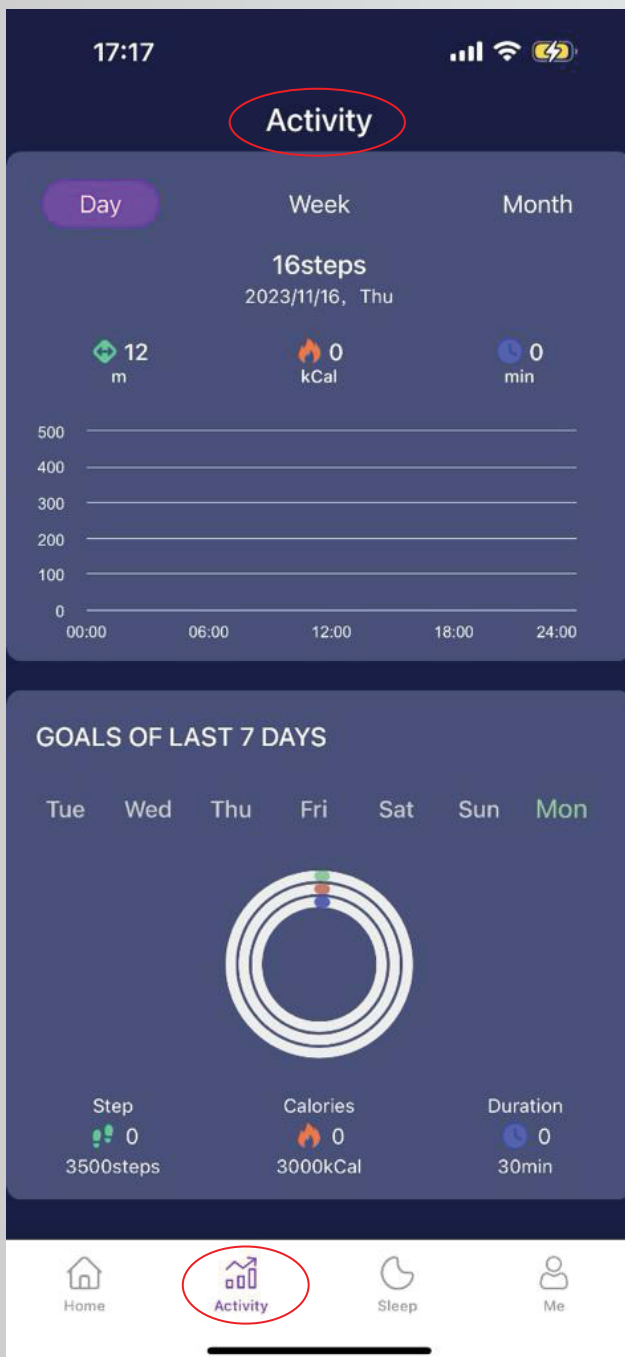 17:17
Activity
Day Week Month
16steps
2023/11/16, Thu
12 0 0
m kCal min
500
400
300
200
100
0
00:00 06:00 12:00 18:00 24:00
GOALS OF LAST 7 DAYS
Tue Wed Thu Fri Sat Sun Mon
Step Calories Duration
0 0 0
3500steps 3000kCal 30min
Home Activity Sleep Me